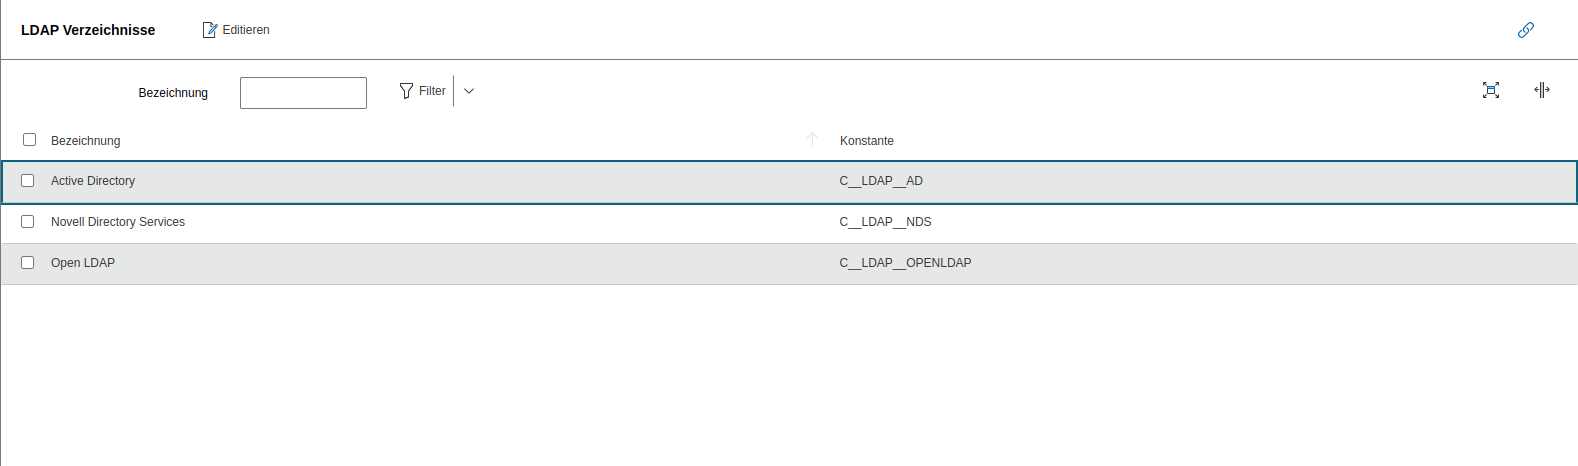 LDAP Verzeichnisse Editieren
Bezeichnung Filter
Bezeichnung Konstante
Active Directory C__LDAP__AD
Novell Directory Services C__LDAP__NDS
Open LDAP C__LDAP__OPENLDAP